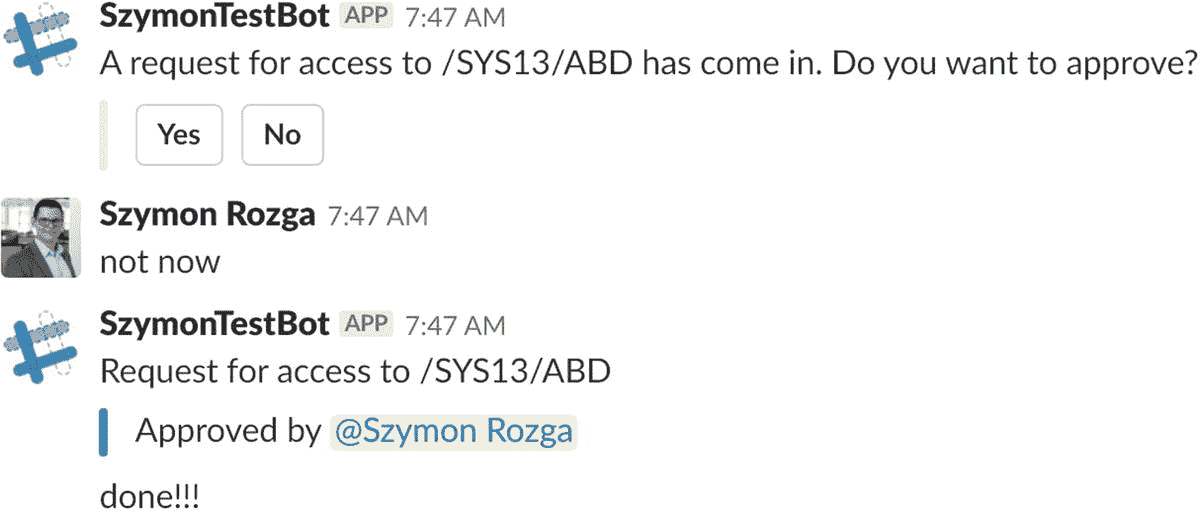 SzymonTestBot APP 7:47 AM
A request for access to /SYS13/ABD has come in. Do you want to approve?
Yes No
Szymon Rozga 7:47 AM
not now
SzymonTestBot APP 7:47 AM
Request for access to /SYS13/ABD
Approved by @Szymon Rozga
done!!!